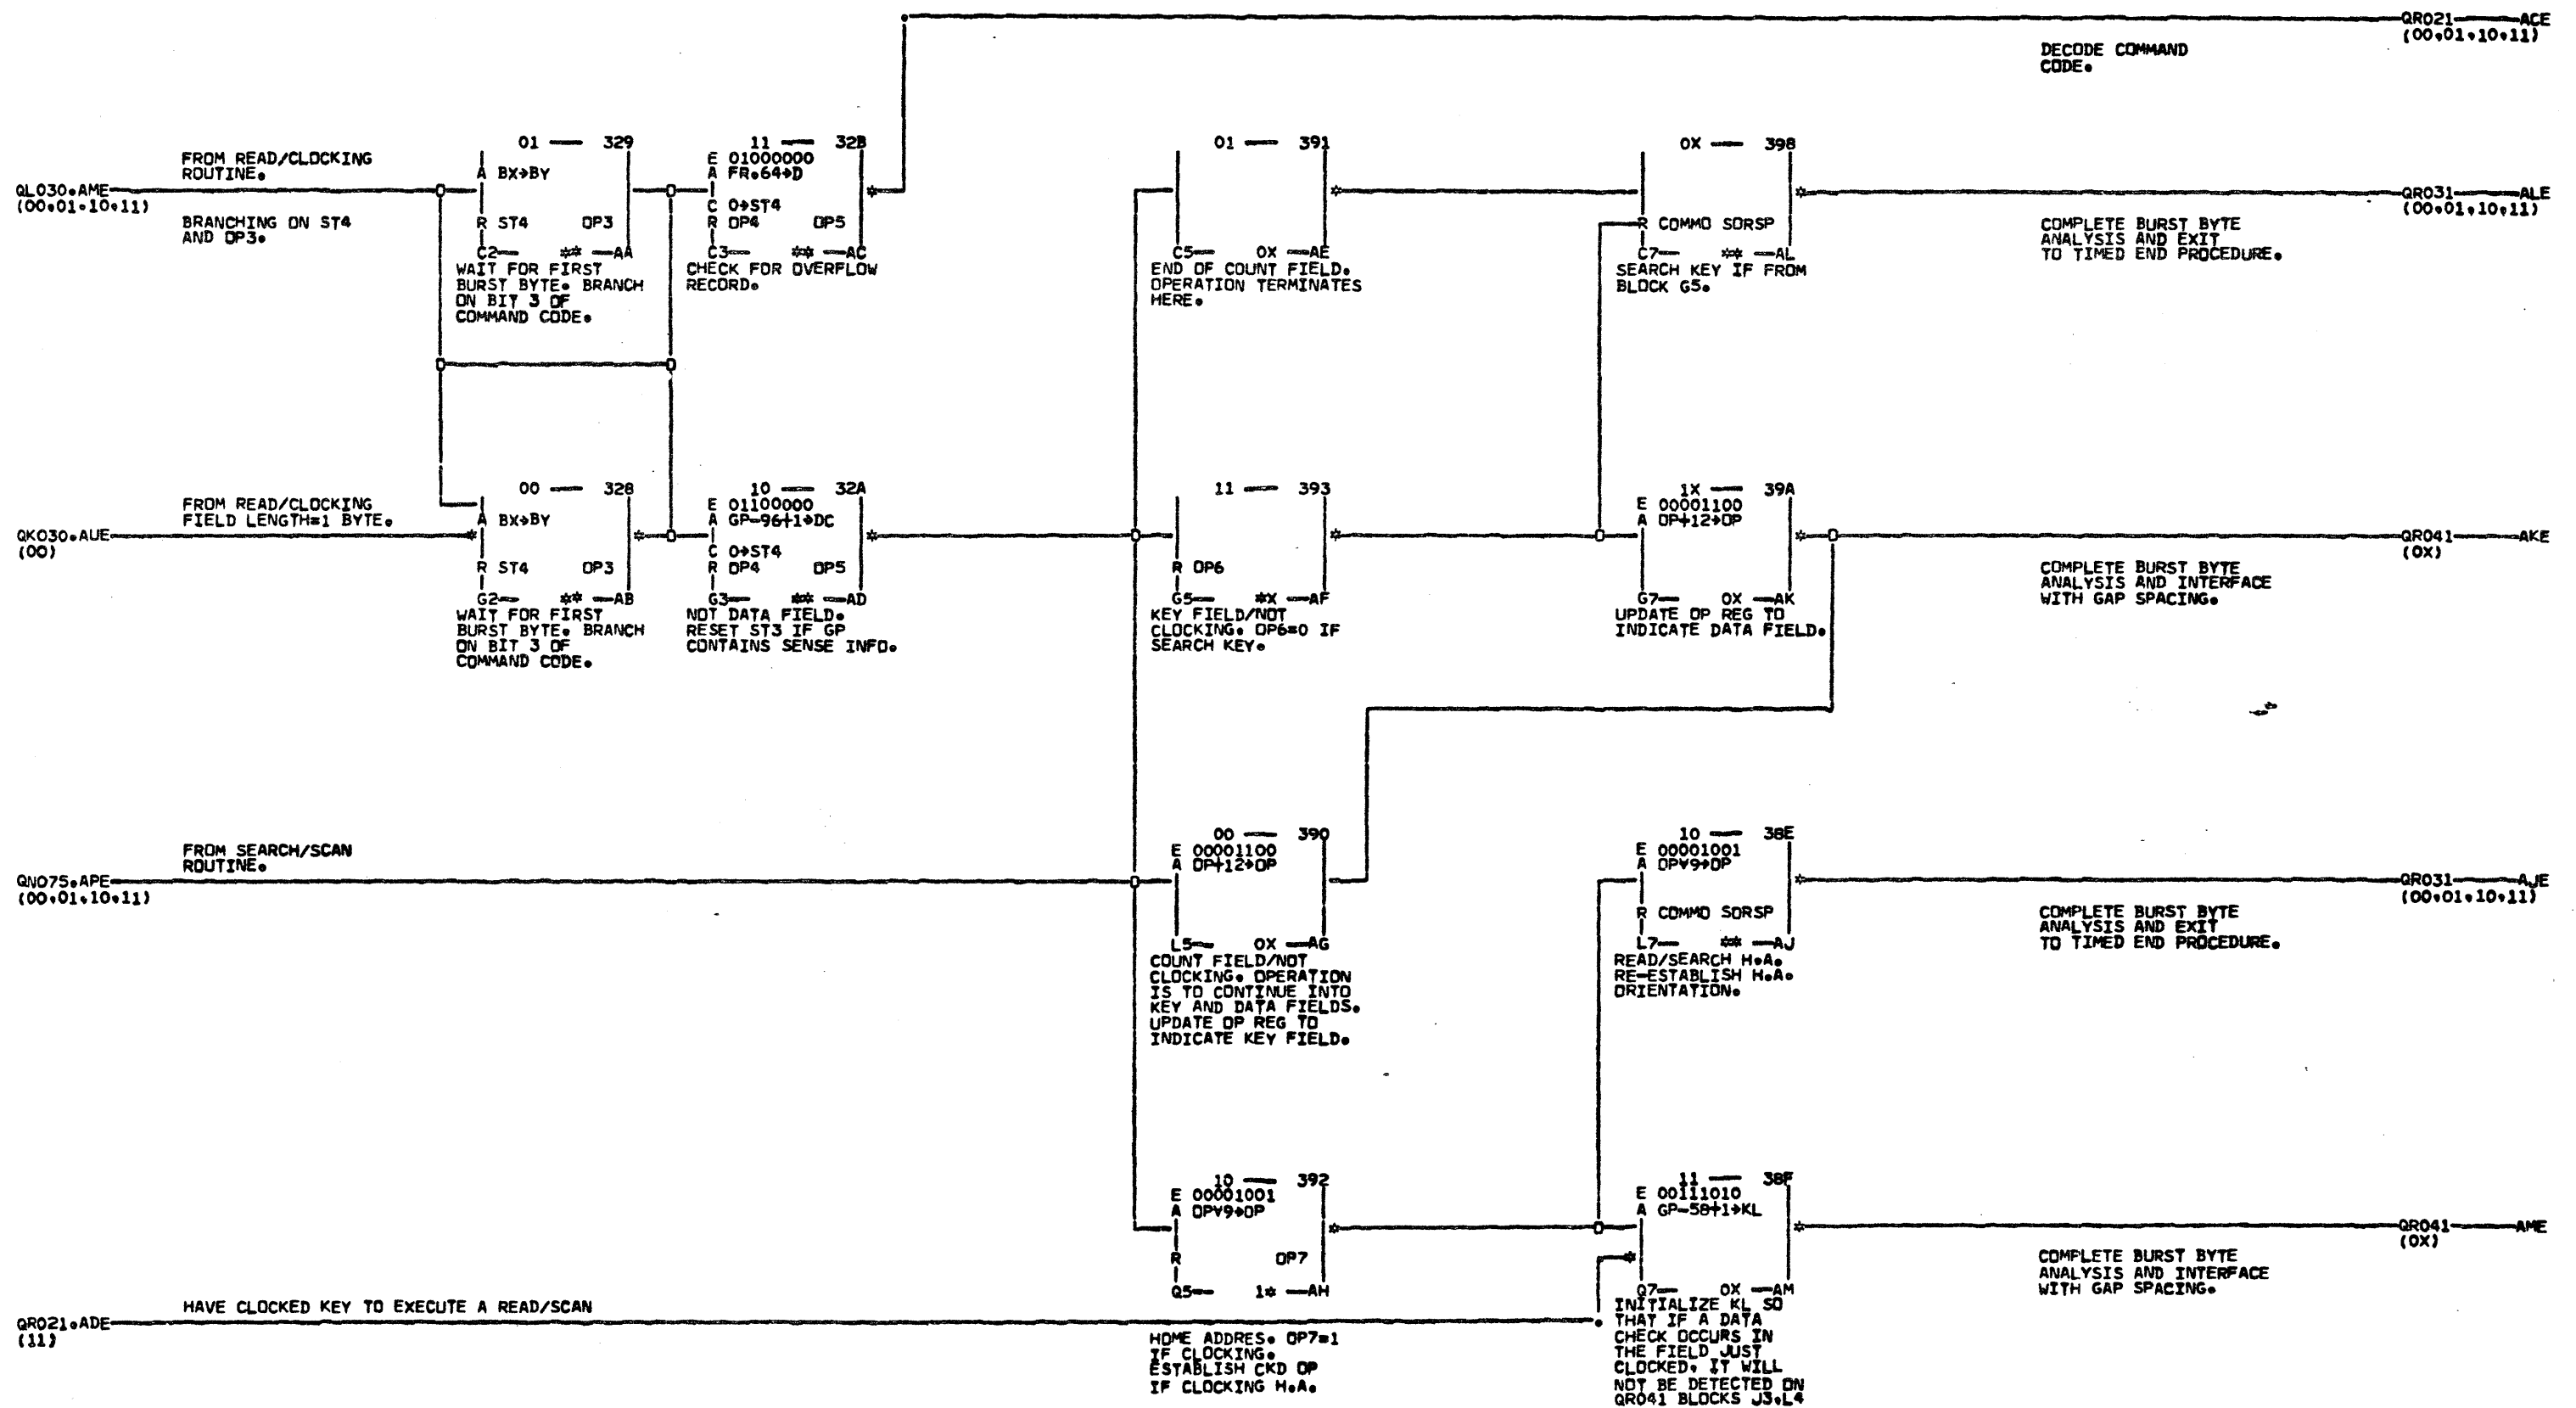 QR021 ACE
(00,01,10,11)
DECODE COMMAND
CODE.
QL030.AME
(00,01,10,11)
FROM READ/CLOCKING
ROUTINE.
BRANCHING ON ST4
AND OP3.
01 — 329
A BX→BY
R ST4 OP3
C2— ** —AA
WAIT FOR FIRST
BURST BYTE. BRANCH
ON BIT 3 OF
COMMAND CODE.
11 — 32B
E 01000000
A FR.64→D
C 0→ST4
R OP4 OP5
*
C3— ** —AC
CHECK FOR OVERFLOW
RECORD.
01 — 391
*
C5— OX —AE
END OF COUNT FIELD.
OPERATION TERMINATES
HERE.
OX — 398
*
R COMMO SORSP
C7— ** —AL
SEARCH KEY IF FROM
BLOCK G5.
QR031 ALE
(00,01,10,11)
COMPLETE BURST BYTE
ANALYSIS AND EXIT
TO TIMED END PROCEDURE.
QK030.AUE
(00)
FROM READ/CLOCKING
FIELD LENGTH=1 BYTE.
00 — 328
A BX→BY
* *
R ST4 OP3
G2— ** —AB
WAIT FOR FIRST
BURST BYTE. BRANCH
ON BIT 3 OF
COMMAND CODE.
10 — 32A
E 01100000
A GP-96+1→DC
*
C 0→ST4
R OP4 OP5
G3— ** —AD
NOT DATA FIELD.
RESET ST3 IF GP
CONTAINS SENSE INFO.
11 — 393
*
R OP6
G5— *X —AF
KEY FIELD/NOT
CLOCKING. OP6=0 IF
SEARCH KEY.
1X — 39A
E 00001100
A OP+12→OP
*
G7— OX —AK
UPDATE OP REG TO
INDICATE DATA FIELD.
QR041 AKE
(0X)
COMPLETE BURST BYTE
ANALYSIS AND INTERFACE
WITH GAP SPACING.
QN075.APE
(00,01,10,11)
FROM SEARCH/SCAN
ROUTINE.
00 — 390
E 00001100
A OP+12→OP
L5— OX —AG
COUNT FIELD/NOT
CLOCKING. OPERATION
IS TO CONTINUE INTO
KEY AND DATA FIELDS.
UPDATE OP REG TO
INDICATE KEY FIELD.
10 — 38E
E 00001001
A OP∀9→OP
*
R COMMO SORSP
L7— ** —AJ
READ/SEARCH H.A.
RE-ESTABLISH H.A.
ORIENTATION.
QR031 AJE
(00,01,10,11)
COMPLETE BURST BYTE
ANALYSIS AND EXIT
TO TIMED END PROCEDURE.
10 — 392
E 00001001
A OP∀9→OP
*
R OP7
Q5— 1* —AH
HOME ADDRES. OP7=1
IF CLOCKING.
ESTABLISH CKD OP
IF CLOCKING H.A.
11 — 38F
E 00111010
A GP-58+1→KL
*
*
Q7— OX —AM
INITIALIZE KL SO
THAT IF A DATA
CHECK OCCURS IN
THE FIELD JUST
CLOCKED, IT WILL
NOT BE DETECTED ON
QR041 BLOCKS J3,L4
QR041 AME
(0X)
COMPLETE BURST BYTE
ANALYSIS AND INTERFACE
WITH GAP SPACING.
QR021.ADE
(11)
HAVE CLOCKED KEY TO EXECUTE A READ/SCAN